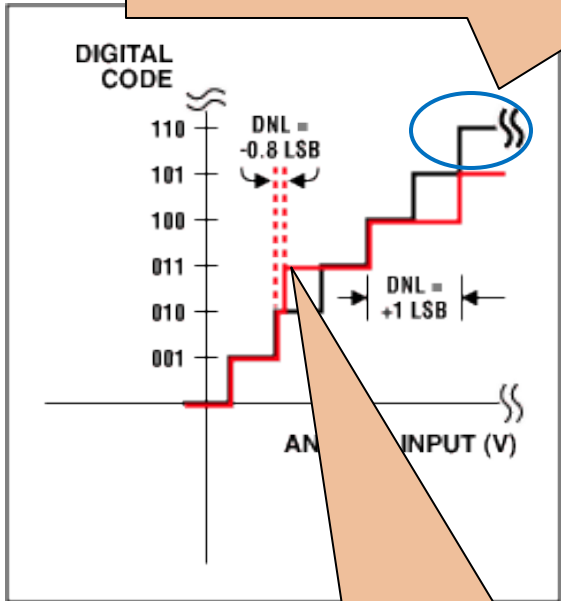 DIGITAL
CODE
110
101
100
011
010
001
DNL =
-0.8 LSB
DNL =
+1 LSB
AN INPUT (V)